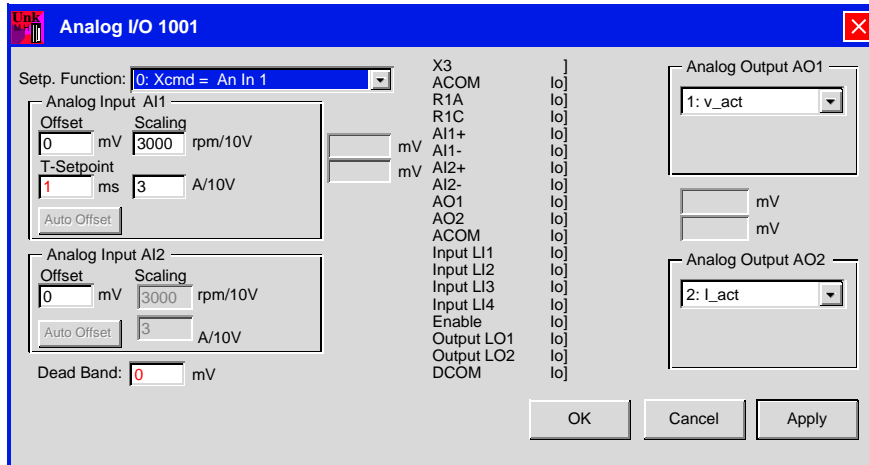 Unk
MH
Analog I/O 1001
Setp. Function: 0: Xcmd = An In 1
Analog Input AI1
Offset Scaling
0 mV 3000 rpm/10V
T-Setpoint
1 ms 3 A/10V
Auto Offset
Analog Input AI2
Offset Scaling
0 mV 3000 rpm/10V
Auto Offset 3 A/10V
Dead Band: 0 mV
mV
mV
X3 ]
ACOM Io]
R1A Io]
R1C Io]
AI1+ Io]
AI1- Io]
AI2+ Io]
AI2- Io]
AO1 Io]
AO2 Io]
ACOM Io]
Input LI1 Io]
Input LI2 Io]
Input LI3 Io]
Input LI4 Io]
Enable Io]
Output LO1 Io]
Output LO2 Io]
DCOM Io]
Analog Output AO1
1: v_act
mV
mV
Analog Output AO2
2: I_act
OK Cancel Apply